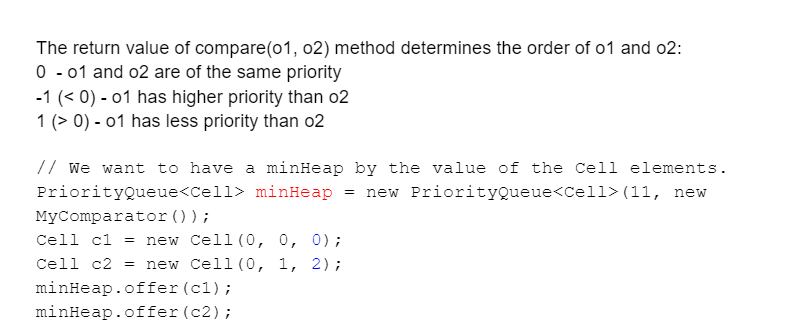 The return value of compare(o1, o2) method determines the order of o1 and o2:
0  - o1 and o2 are of the same priority
-1 (< 0) - o1 has higher priority than o2
1 (> 0) - o1 has less priority than o2
// We want to have a minHeap by the value of the Cell elements.
PriorityQueue<Cell> minHeap = new PriorityQueue<Cell>(11, new
MyComparator());
Cell c1 = new Cell(0, 0, 0);
Cell c2 = new Cell(0, 1, 2);
minHeap.offer(c1);
minHeap.offer(c2);